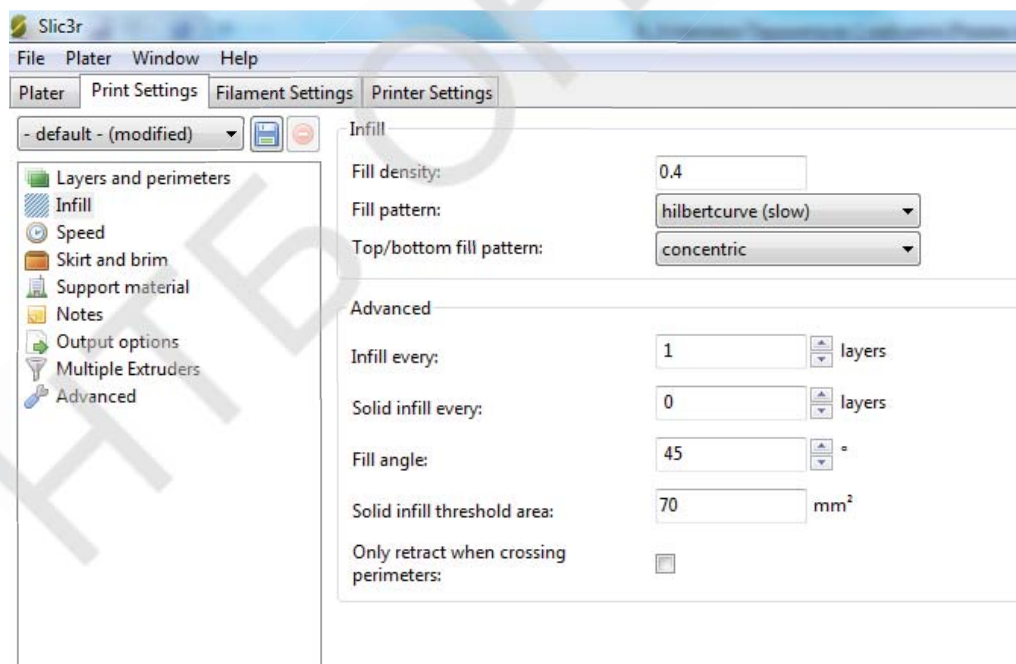 Slic3r
File Plater Window Help
Plater Print Settings Filament Settings Printer Settings
- default - (modified)
Layers and perimeters
Infill
Speed
Skirt and brim
Support material
Notes
Output options
Multiple Extruders
Advanced
Infill
Fill density: 0.4
Fill pattern: hilbertcurve (slow)
Top/bottom fill pattern: concentric
Advanced
Infill every: 1 layers
Solid infill every: 0 layers
Fill angle: 45 °
Solid infill threshold area: 70 mm²
Only retract when crossing
perimeters:
НТБ